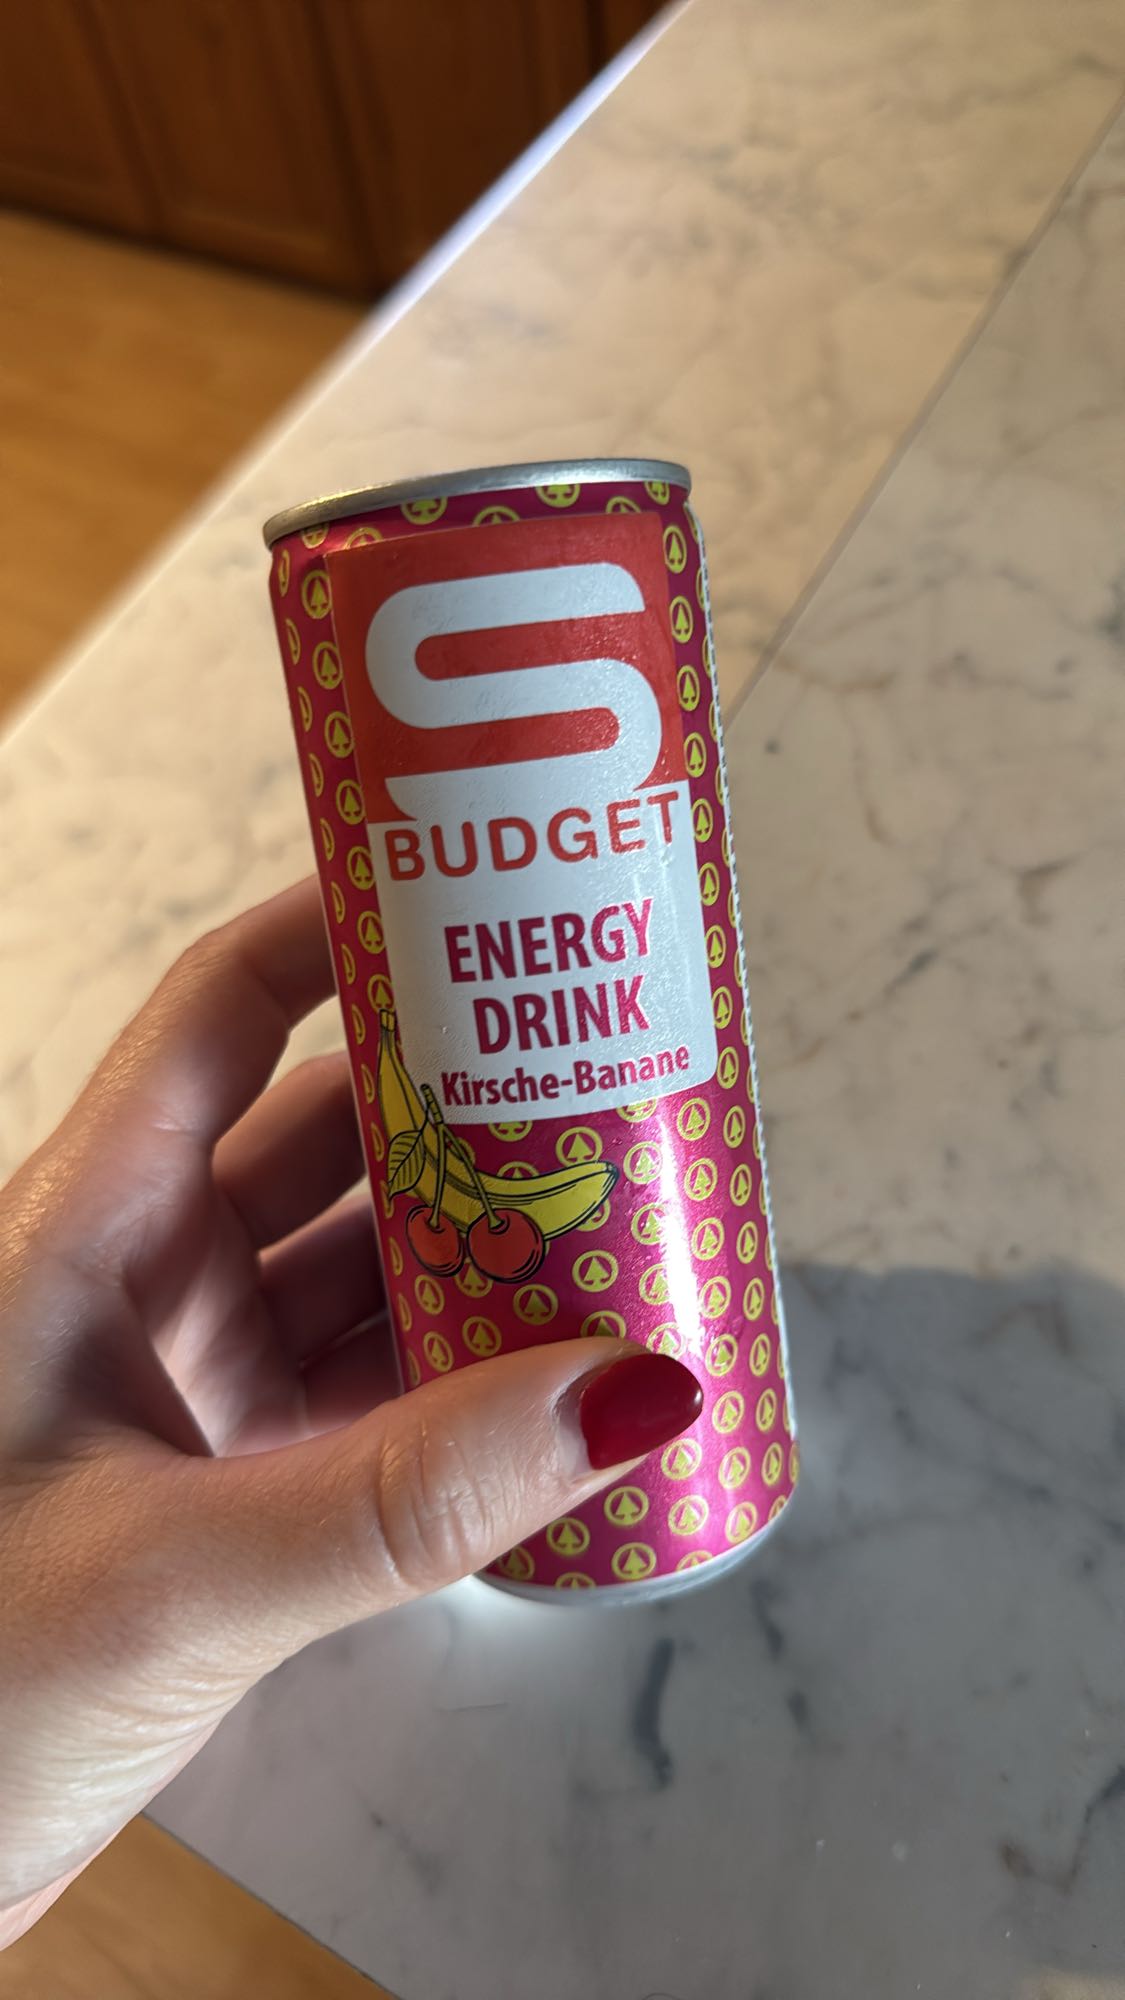 S
BUDGET
ENERGY
DRINK
Kirsche-Banane